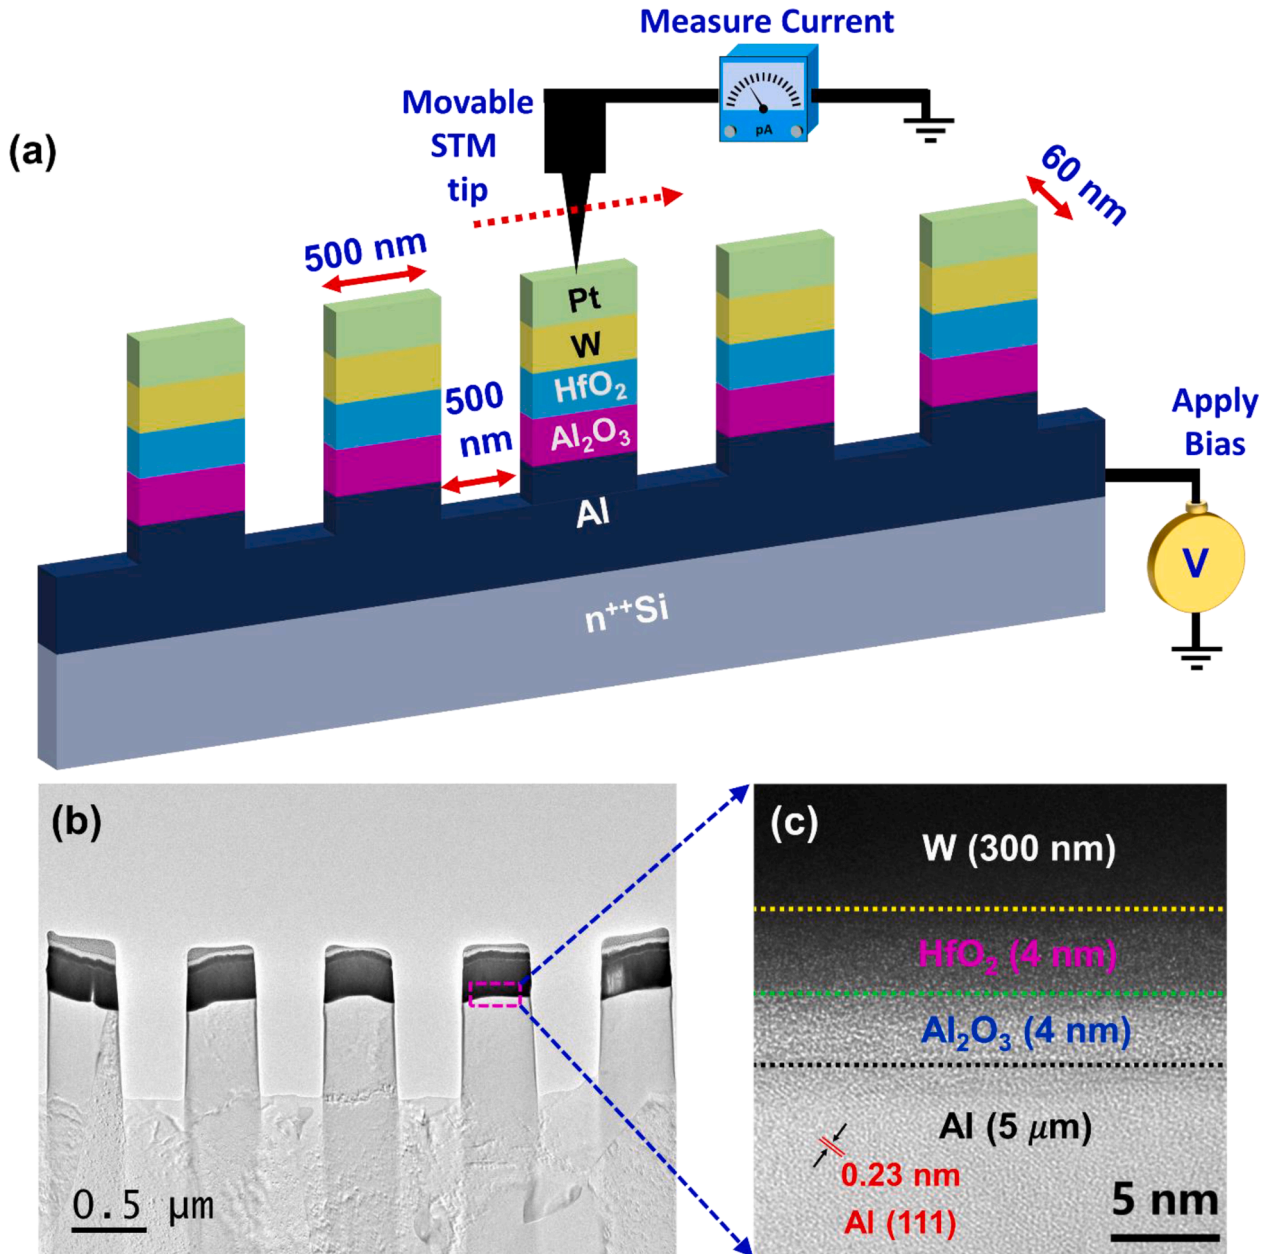 Measure Current
Movable
STM
tip
pA
(a)
60 nm
500 nm
Pt
W
HfO₂
Al₂O₃
500
nm
Al
n⁺⁺Si
Apply
Bias
V
(b)
0.5 μm
(c)
W (300 nm)
HfO₂ (4 nm)
Al₂O₃ (4 nm)
Al (5 μm)
0.23 nm
Al (111)
5 nm